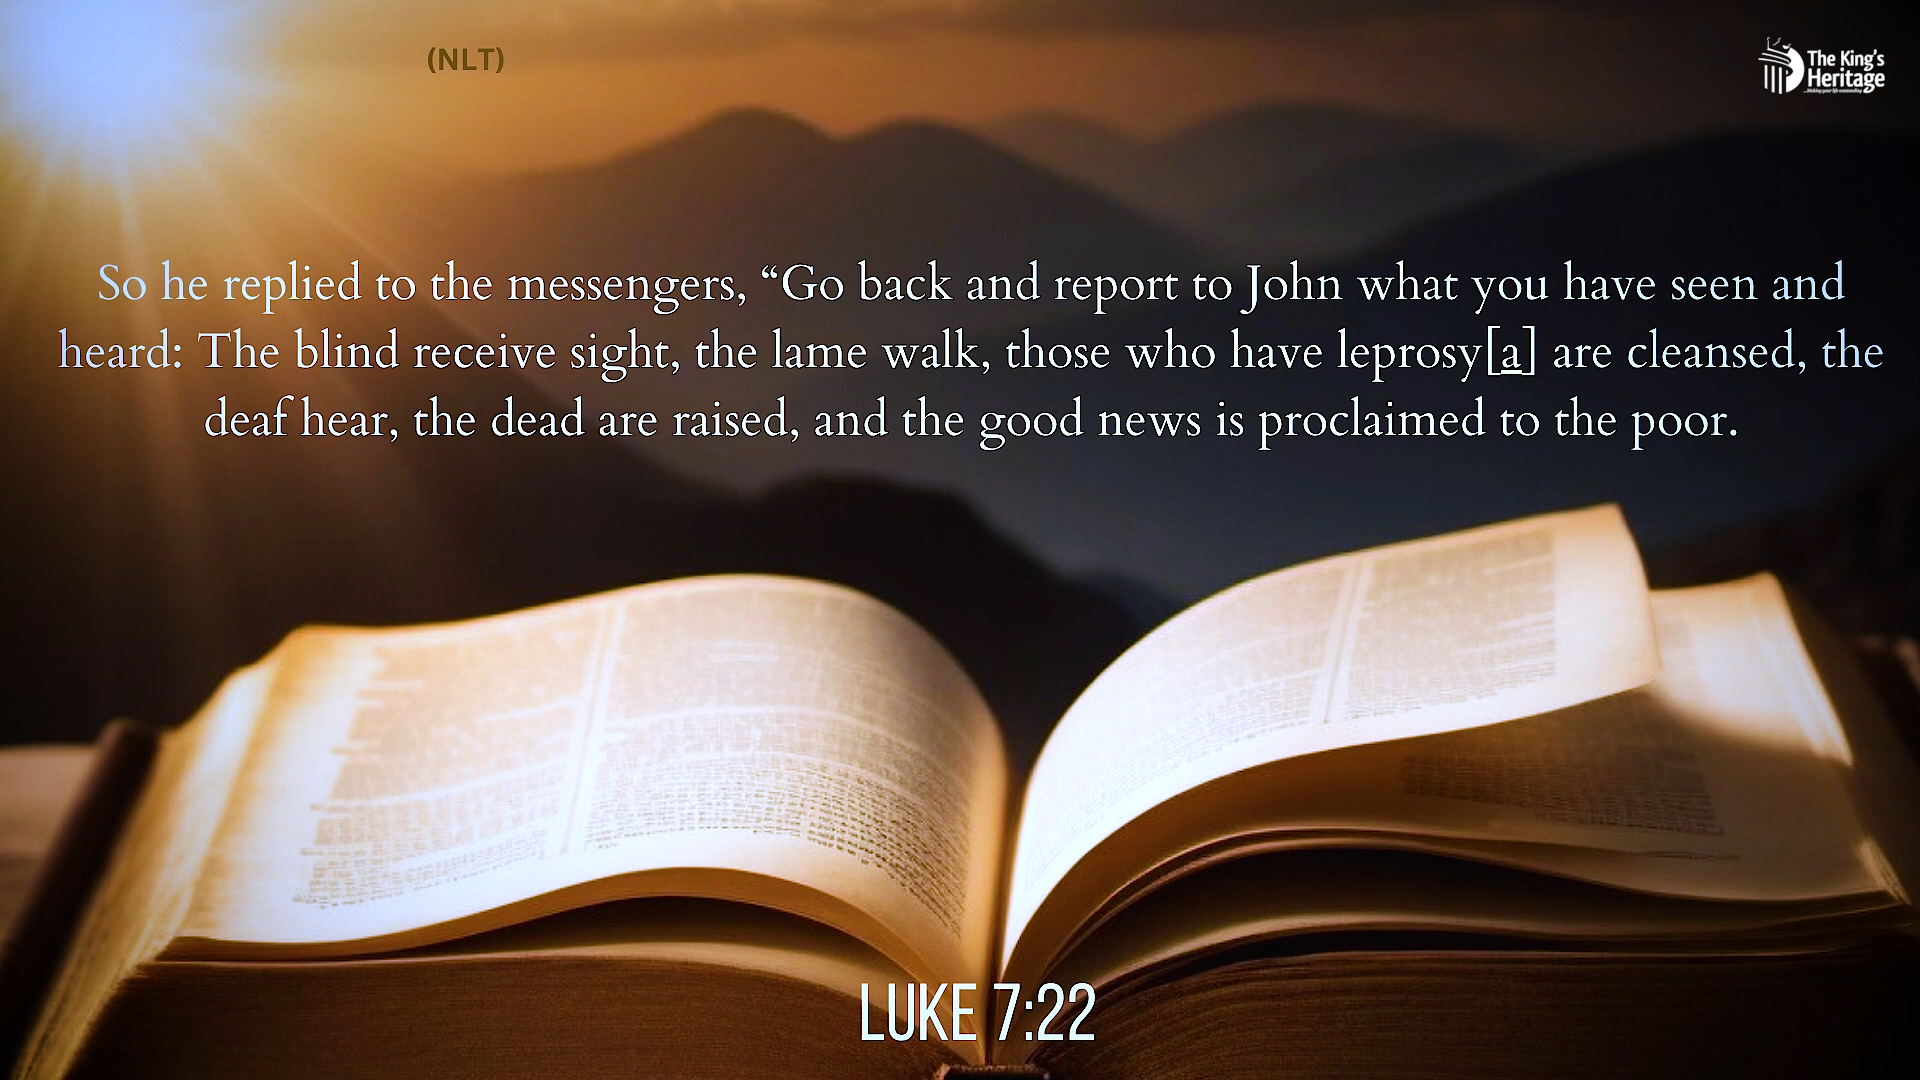 (NLT)
The King's
Heritage
So he replied to the messengers, “Go back and report to John what you have seen and
heard: The blind receive sight, the lame walk, those who have leprosy[a] are cleansed, the
deaf hear, the dead are raised, and the good news is proclaimed to the poor.
LUKE 7:22